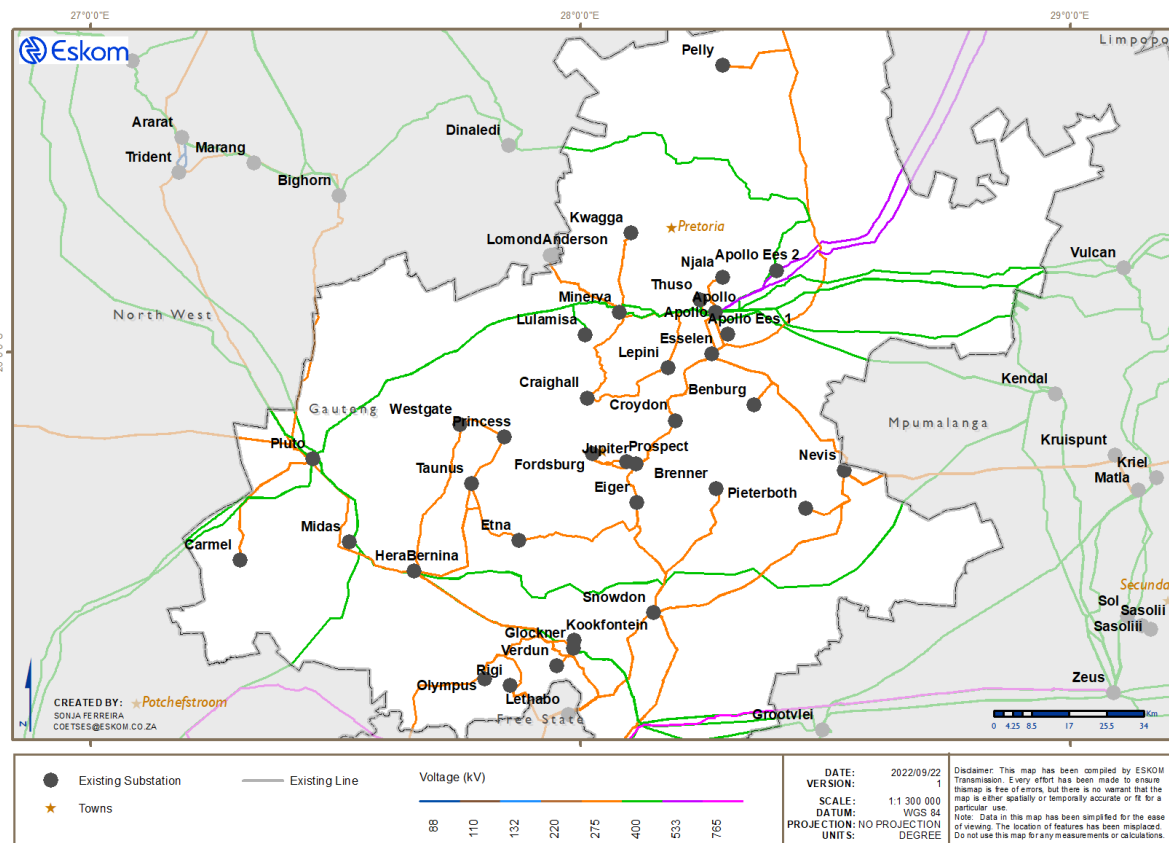 27°0'0"E
28°0'0"E
29°0'0"E
Eskom
Pelly
Limpopo
Ararat
Trident
Marang
Bighorn
Dinaledi
Kwagga
Pretoria
LomondAnderson
Njala
Apollo Ees 2
Vulcan
Thuso
Apollo
Minerva
Apollo
Apollo Ees 1
North West
Lulamisa
Esselen
Lepini
Kendal
Craighall
Benburg
Gauteng
Westgate
Croydon
Princess
Mpumalanga
Pluto
Jupiter
Prospect
Kruispunt
Fordsburg
Nevis
Kriel
Taunus
Brenner
Matla
Eiger
Pieterboth
Midas
Etna
Carmel
HeraBernina
Secunda
Snowdon
Sol
Sasolii
Kookfontein
Sasoliii
Glockner
Verdun
Rigi
Olympus
Zeus
Lethabo
Grootvlei
Free State
Potchefstroom
CREATED BY:
SONJA FERREIRA
COETSES@ESKOM.CO.ZA
N
Km
0 4.25 8.5 17 25.5 34
Existing Substation
Existing Line
Towns
Voltage (kV)
88 110 132 220 275 400 533 765
DATE: 2022/09/22
VERSION: 1
SCALE: 1:1 300 000
DATUM: WGS 84
PROJECTION: NO PROJECTION
UNITS: DEGREE
Disclaimer: This map has been compiled by ESKOM
Transmission. Every effort has been made to ensure
thismap is free of errors, but there is no warrant that the
map is either spatially or temporally accurate or fit for a
particular use.
Note: Data in this map has been simplified for the ease
of viewing. The location of features has been misplaced.
Do not use this map for any measurements or calculations.